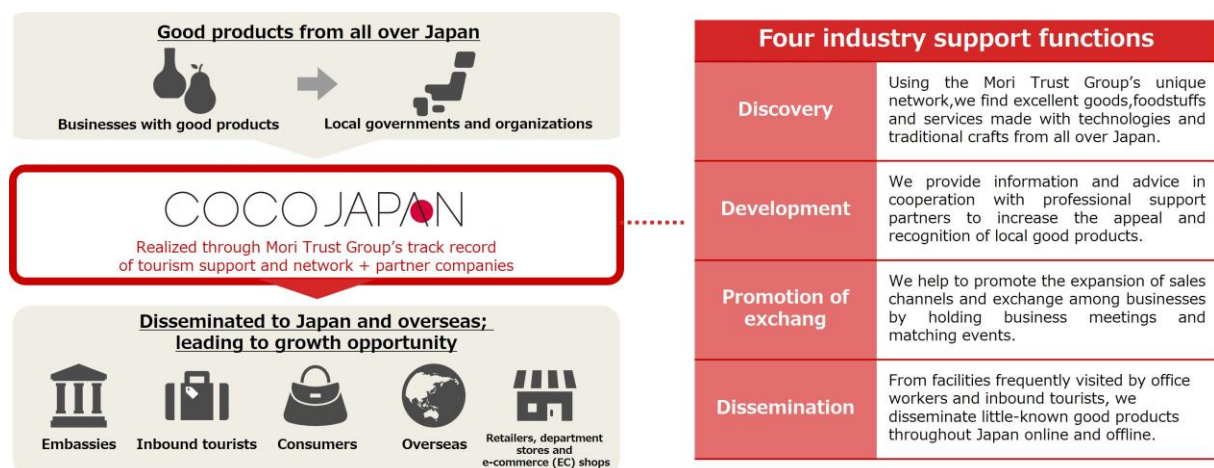 Good products from all over Japan
Businesses with good products
Local governments and organizations
COCO JAPAN
Realized through Mori Trust Group's track record
of tourism support and network + partner companies
Disseminated to Japan and overseas;
leading to growth opportunity
Embassies
Inbound tourists
Consumers
Overseas
Retailers, department
stores and
e-commerce (EC) shops
Four industry support functions
Discovery
Using the Mori Trust Group's unique
network,we find excellent goods,foodstuffs
and services made with technologies and
traditional crafts from all over Japan.
Development
We provide information and advice in
cooperation with professional support
partners to increase the appeal and
recognition of local good products.
Promotion of
exchang
We help to promote the expansion of sales
channels and exchange among businesses
by holding business meetings and
matching events.
Dissemination
From facilities frequently visited by office
workers and inbound tourists, we
disseminate little-known good products
throughout Japan online and offline.